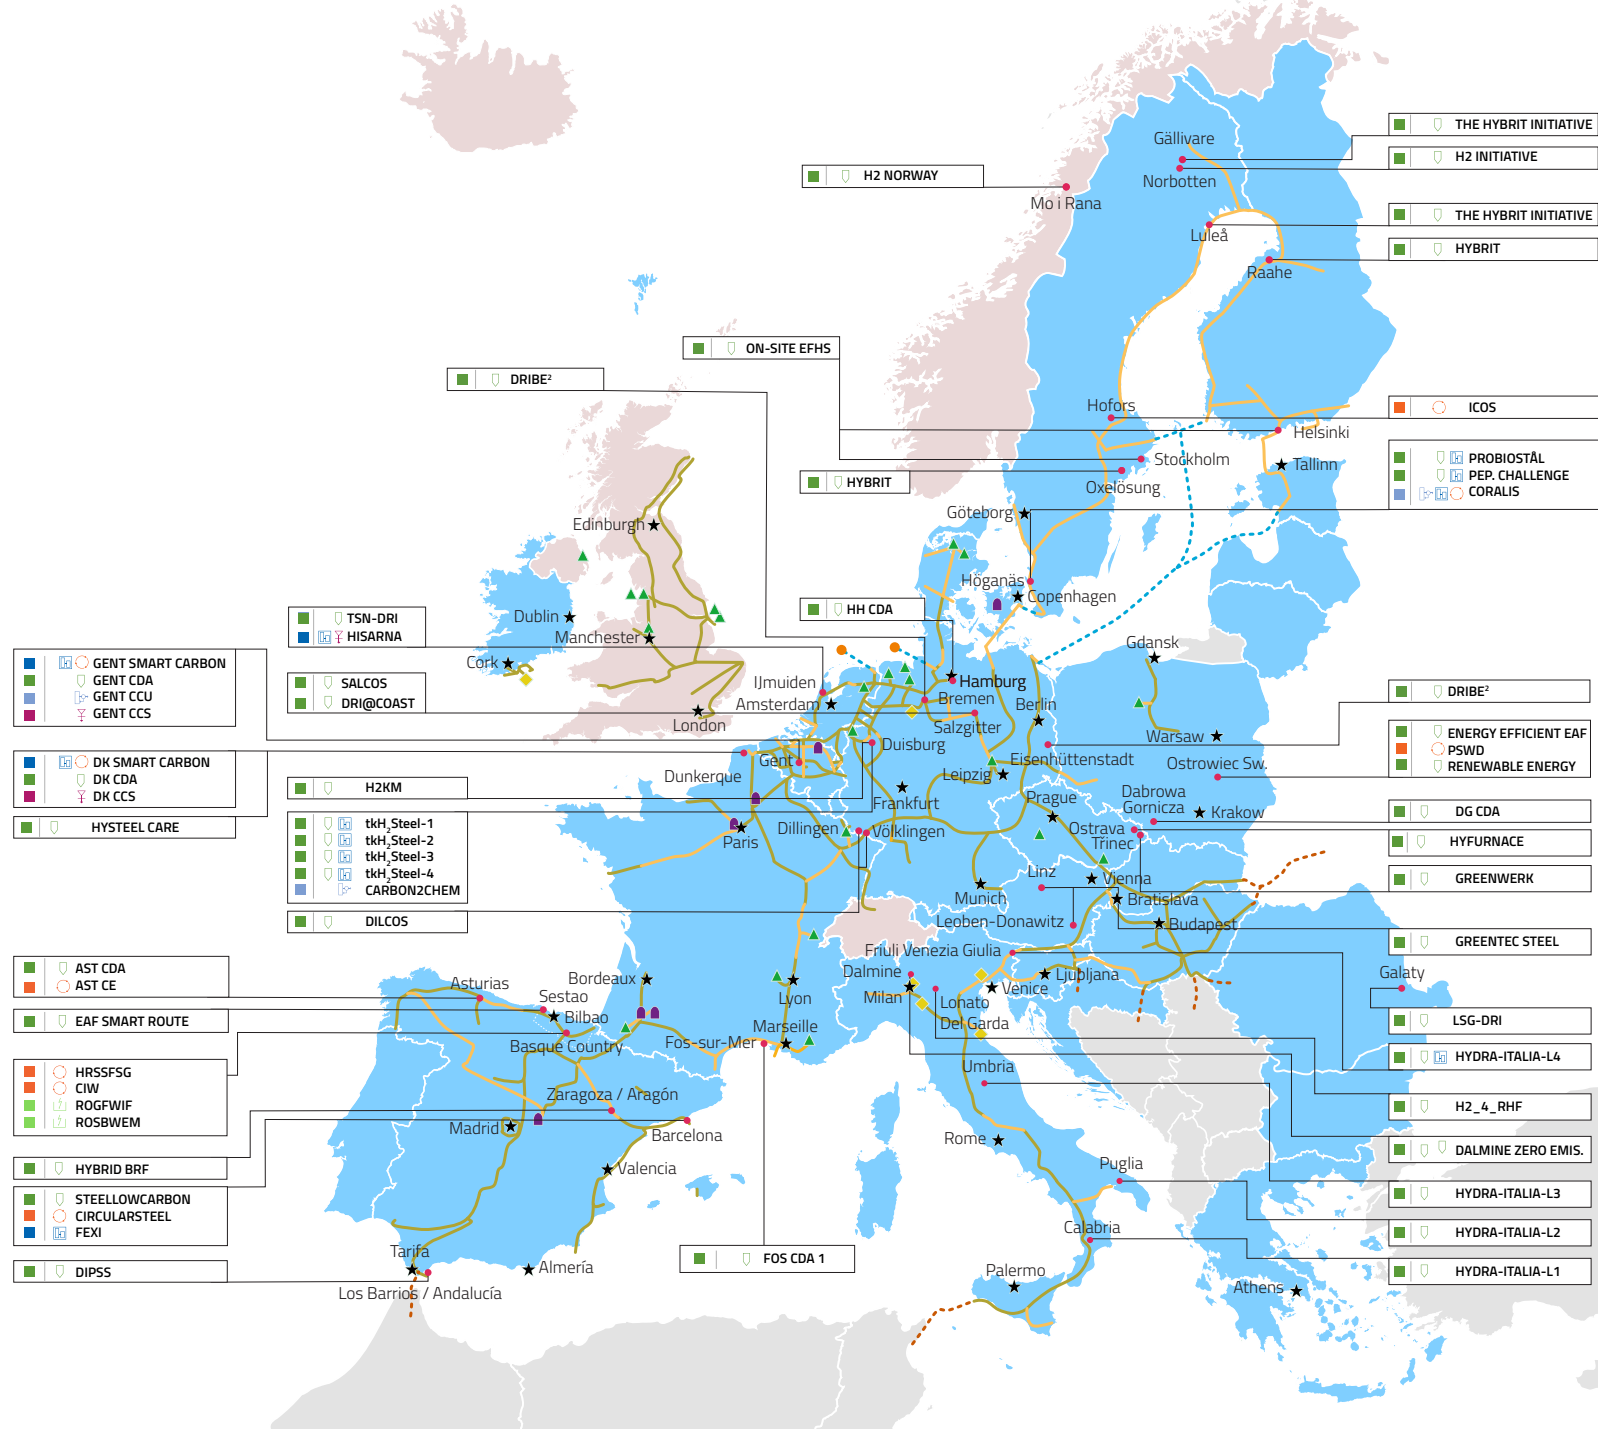 THE HYBRIT INITIATIVE
H2 INITIATIVE
Gällivare
Norbotten
H2 NORWAY
Mo i Rana
THE HYBRIT INITIATIVE
Luleå
HYBRIT
Raahe
ON-SITE EFHS
DRIBE²
Hofors
ICOS
Helsinki
Stockholm
Tallinn
PROBIOSTÅL
PEP. CHALLENGE
CORALIS
HYBRIT
Oxelösung
Göteborg
Edinburgh
Höganäs
Copenhagen
HH CDA
TSN-DRI
HISARNA
Dublin
Manchester
Gdansk
Cork
GENT SMART CARBON
GENT CDA
GENT CCU
GENT CCS
SALCOS
DRI@COAST
IJmuiden
Amsterdam
Hamburg
Bremen
Berlin
London
Salzgitter
DRIBE²
Warsaw
ENERGY EFFICIENT EAF
PSWD
RENEWABLE ENERGY
Duisburg
Gent
Eisenhüttenstadt
Ostrowiec Sw.
DK SMART CARBON
DK CDA
DK CCS
Dunkerque
Leipzig
H2KM
Frankfurt
Prague
Dabrowa
Gornicza
Krakow
DG CDA
HYSTEEL CARE
tkH2Steel-1
tkH2Steel-2
tkH2Steel-3
tkH2Steel-4
CARBON2CHEM
Paris
Dillingen
Völklingen
Ostrava
Třinec
HYFURNACE
Linz
Vienna
GREENWERK
Munich
Bratislava
DILCOS
Leoben-Donawitz
Budapest
GREENTEC STEEL
Friuli Venezia Giulia
AST CDA
AST CE
Asturias
Bordeaux
Dalmine
Ljubljana
Galaty
Sestao
Lyon
Milan
Lonato
Del Garda
Venice
EAF SMART ROUTE
Bilbao
LSG-DRI
Basque Country
Marseille
Fos-sur-Mer
HYDRA-ITALIA-L4
HRSSFSG
CIW
ROGFWIF
ROSBWEM
Umbria
Zaragoza / Aragón
H2_4_RHF
Madrid
Barcelona
Rome
DALMINE ZERO EMIS.
HYBRID BRF
Valencia
Puglia
STEELLOWCARBON
CIRCULARSTEEL
FEXI
HYDRA-ITALIA-L3
Calabria
HYDRA-ITALIA-L2
Tarifa
FOS CDA 1
DIPSS
Almería
Palermo
HYDRA-ITALIA-L1
Los Barrios / Andalucía
Athens